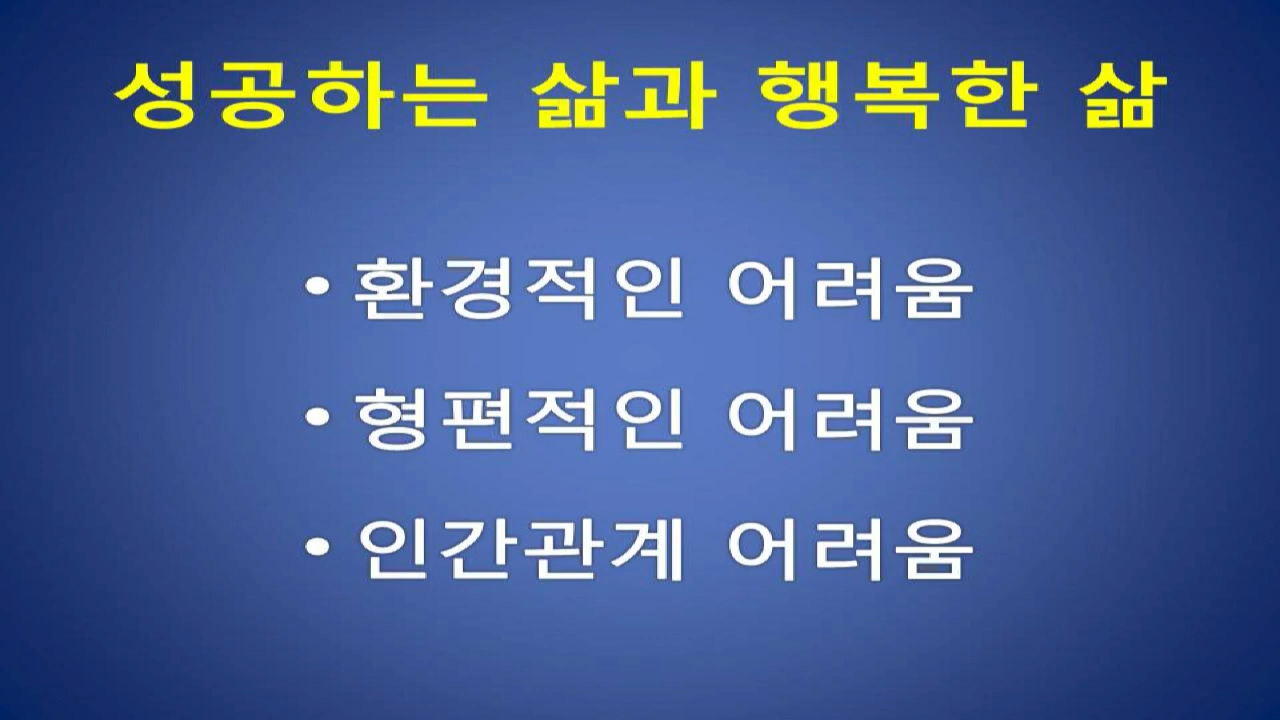 성공하는 삶과 행복한 삶
• 환경적인 어려움
• 형편적인 어려움
• 인간관계 어려움